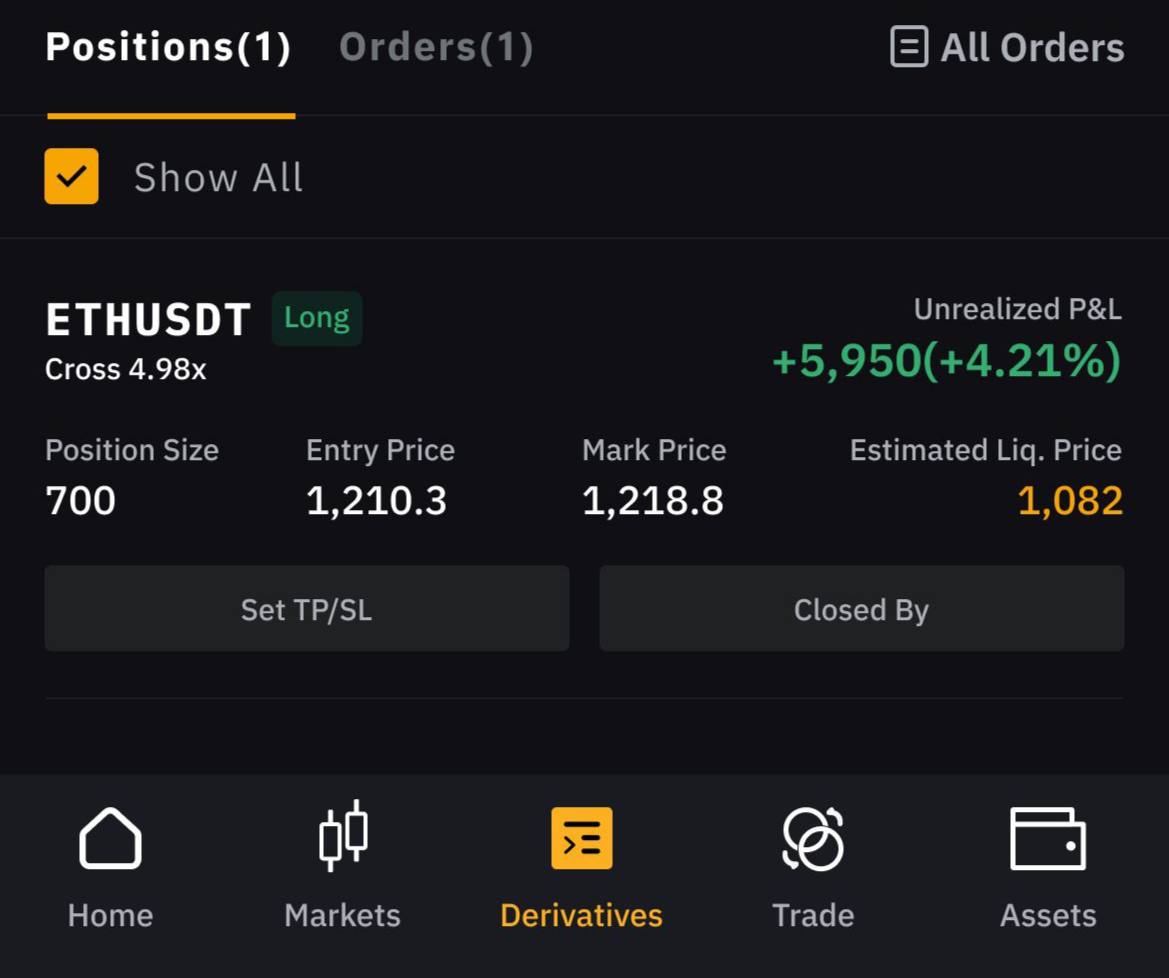 Positions(1) Orders(1) All Orders
Show All
ETHUSDT Long
Cross 4.98x
Unrealized P&L
+5,950(+4.21%)
Position Size Entry Price Mark Price Estimated Liq. Price
700 1,210.3 1,218.8 1,082
Set TP/SL Closed By
Home Markets Derivatives Trade Assets